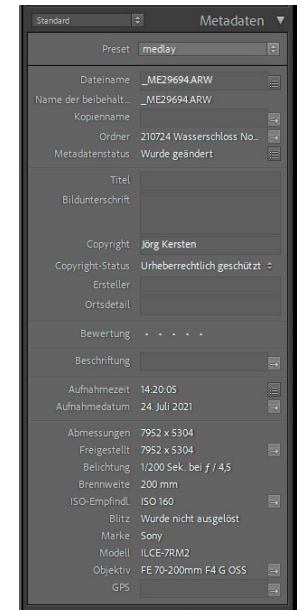 Standard Metadaten
Preset medlay
Dateiname _ME29694.ARW
Name der beibehalt... _ME29694.ARW
Kopienname
Ordner 210724 Wasserschloss No...
Metadatenstatus Wurde geändert
Titel
Bildunterschrift
Copyright Jörg Kersten
Copyright-Status Urheberrechtlich geschützt
Ersteller
Ortsdetail
Bewertung
Beschriftung
Aufnahmezeit 14:20:05
Aufnahmedatum 24. Juli 2021
Abmessungen 7952 x 5304
Freigestellt 7952 x 5304
Belichtung 1/200 Sek. bei ƒ / 4,5
Brennweite 200 mm
ISO-Empfindl. ISO 160
Blitz Wurde nicht ausgelöst
Marke Sony
Modell ILCE-7RM2
Objektiv FE 70-200mm F4 G OSS
GPS